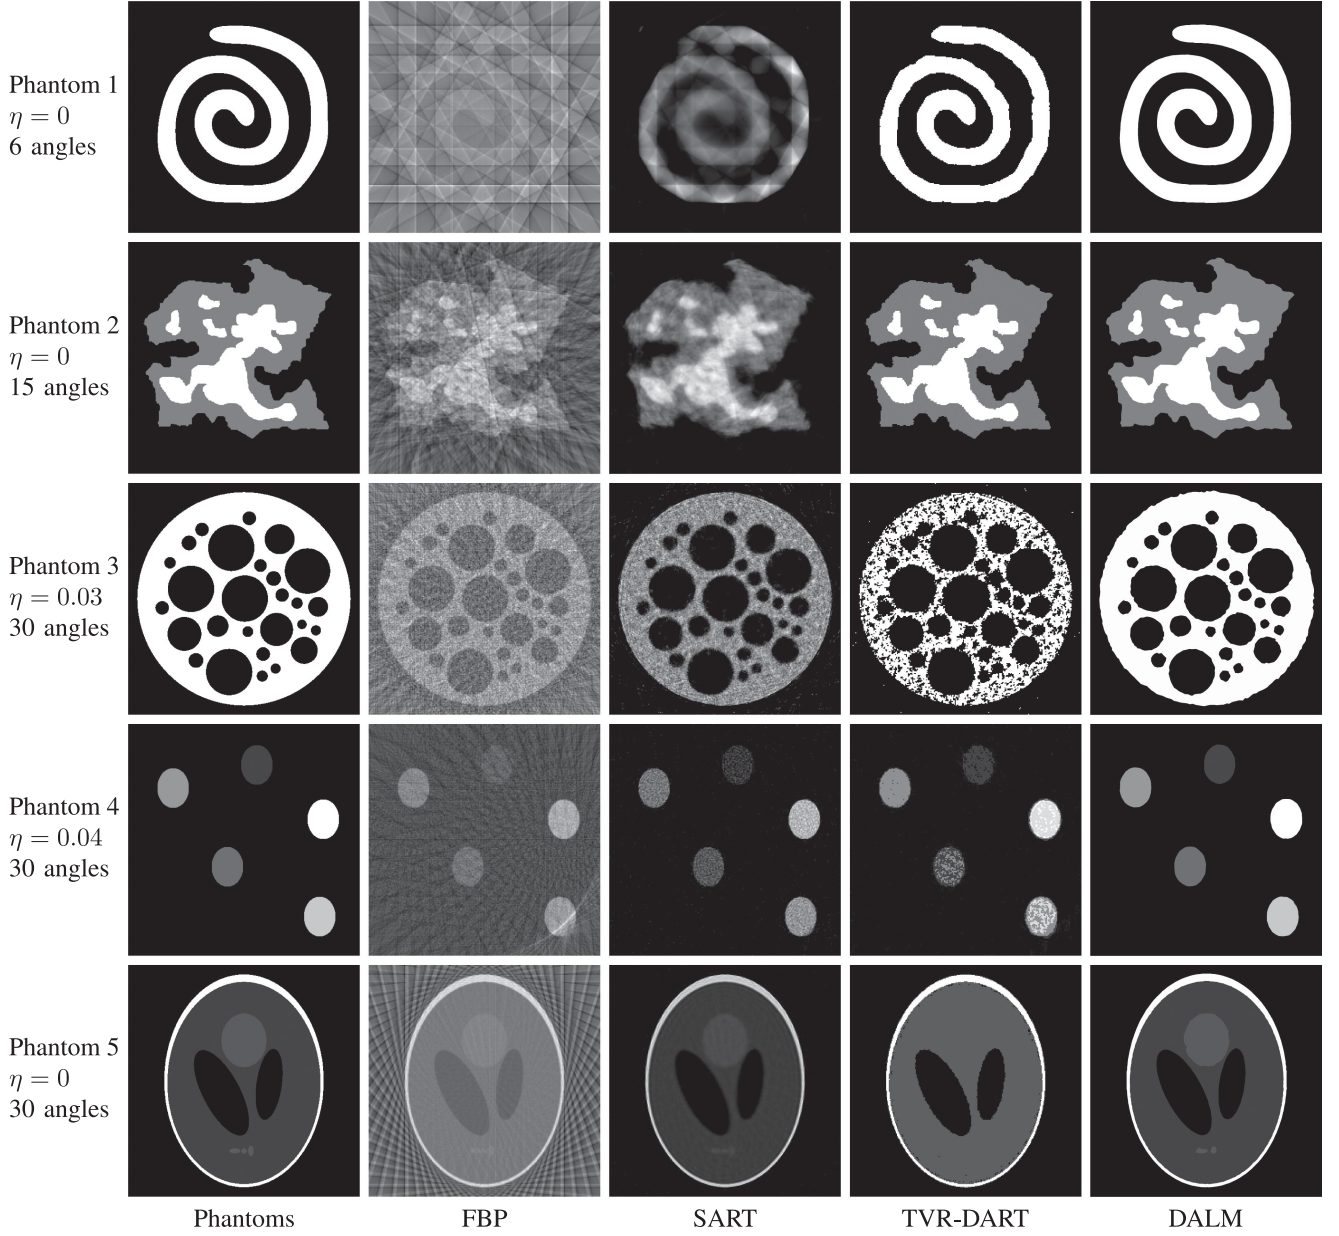 Phantom 1
η = 0
6 angles
Phantom 2
η = 0
15 angles
Phantom 3
η = 0.03
30 angles
Phantom 4
η = 0.04
30 angles
Phantom 5
η = 0
30 angles
Phantoms FBP SART TVR-DART DALM